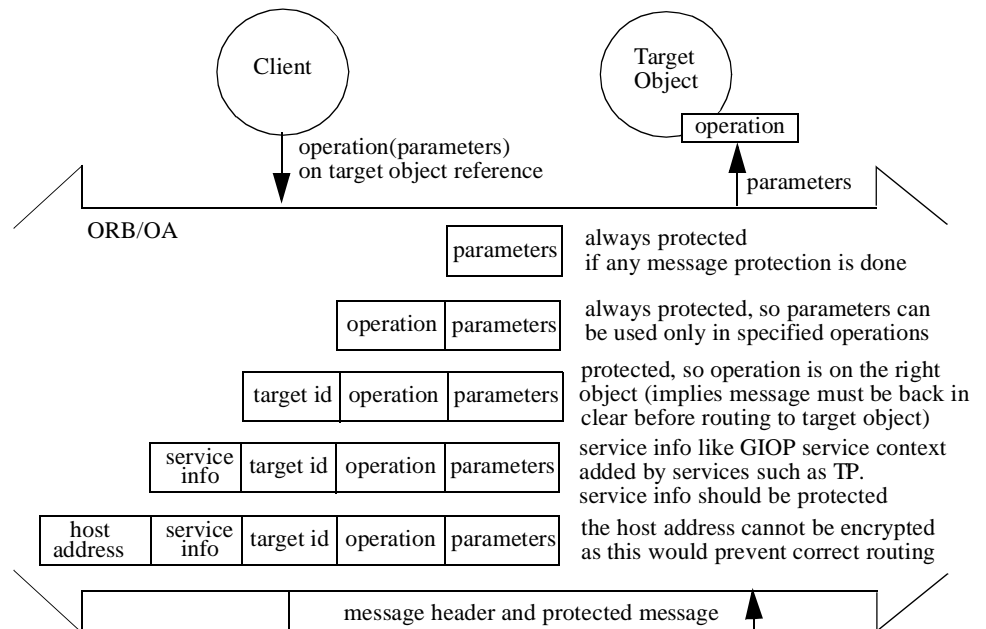 Client
Target
Object
operation
operation(parameters)
on target object reference
parameters
ORB/OA
parameters
always protected
if any message protection is done
operation parameters
always protected, so parameters can
be used only in specified operations
target id operation parameters
protected, so operation is on the right
object (implies message must be back in
clear before routing to target object)
service
info
target id operation parameters
service info like GIOP service context
added by services such as TP.
service info should be protected
host
address
service
info
target id operation parameters
the host address cannot be encrypted
as this would prevent correct routing
message header and protected message